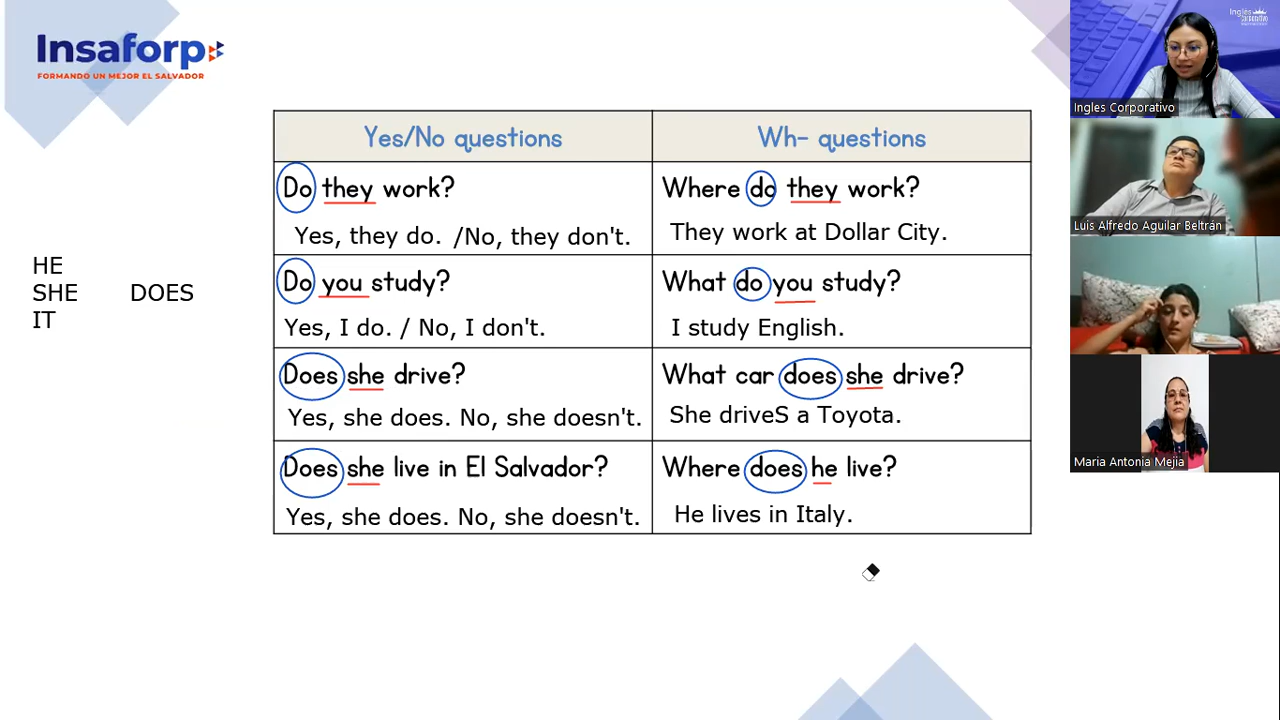 Insaforp
FORMANDO UN MEJOR EL SALVADOR
Yes/No questions
Wh- questions
Do they work?
Where do they work?
Yes, they do. /No, they don't.
They work at Dollar City.
Do you study?
What do you study?
Yes, I do. / No, I don't.
I study English.
Does she drive?
What car does she drive?
Yes, she does. No, she doesn't.
She driveS a Toyota.
Does she live in El Salvador?
Where does he live?
Yes, she does. No, she doesn't.
He lives in Italy.
HE
SHE DOES
IT
Ingles
Corporativo
Ingles Corporativo
Luis Alfredo Aguilar Beltrán
Maria Antonia Mejia